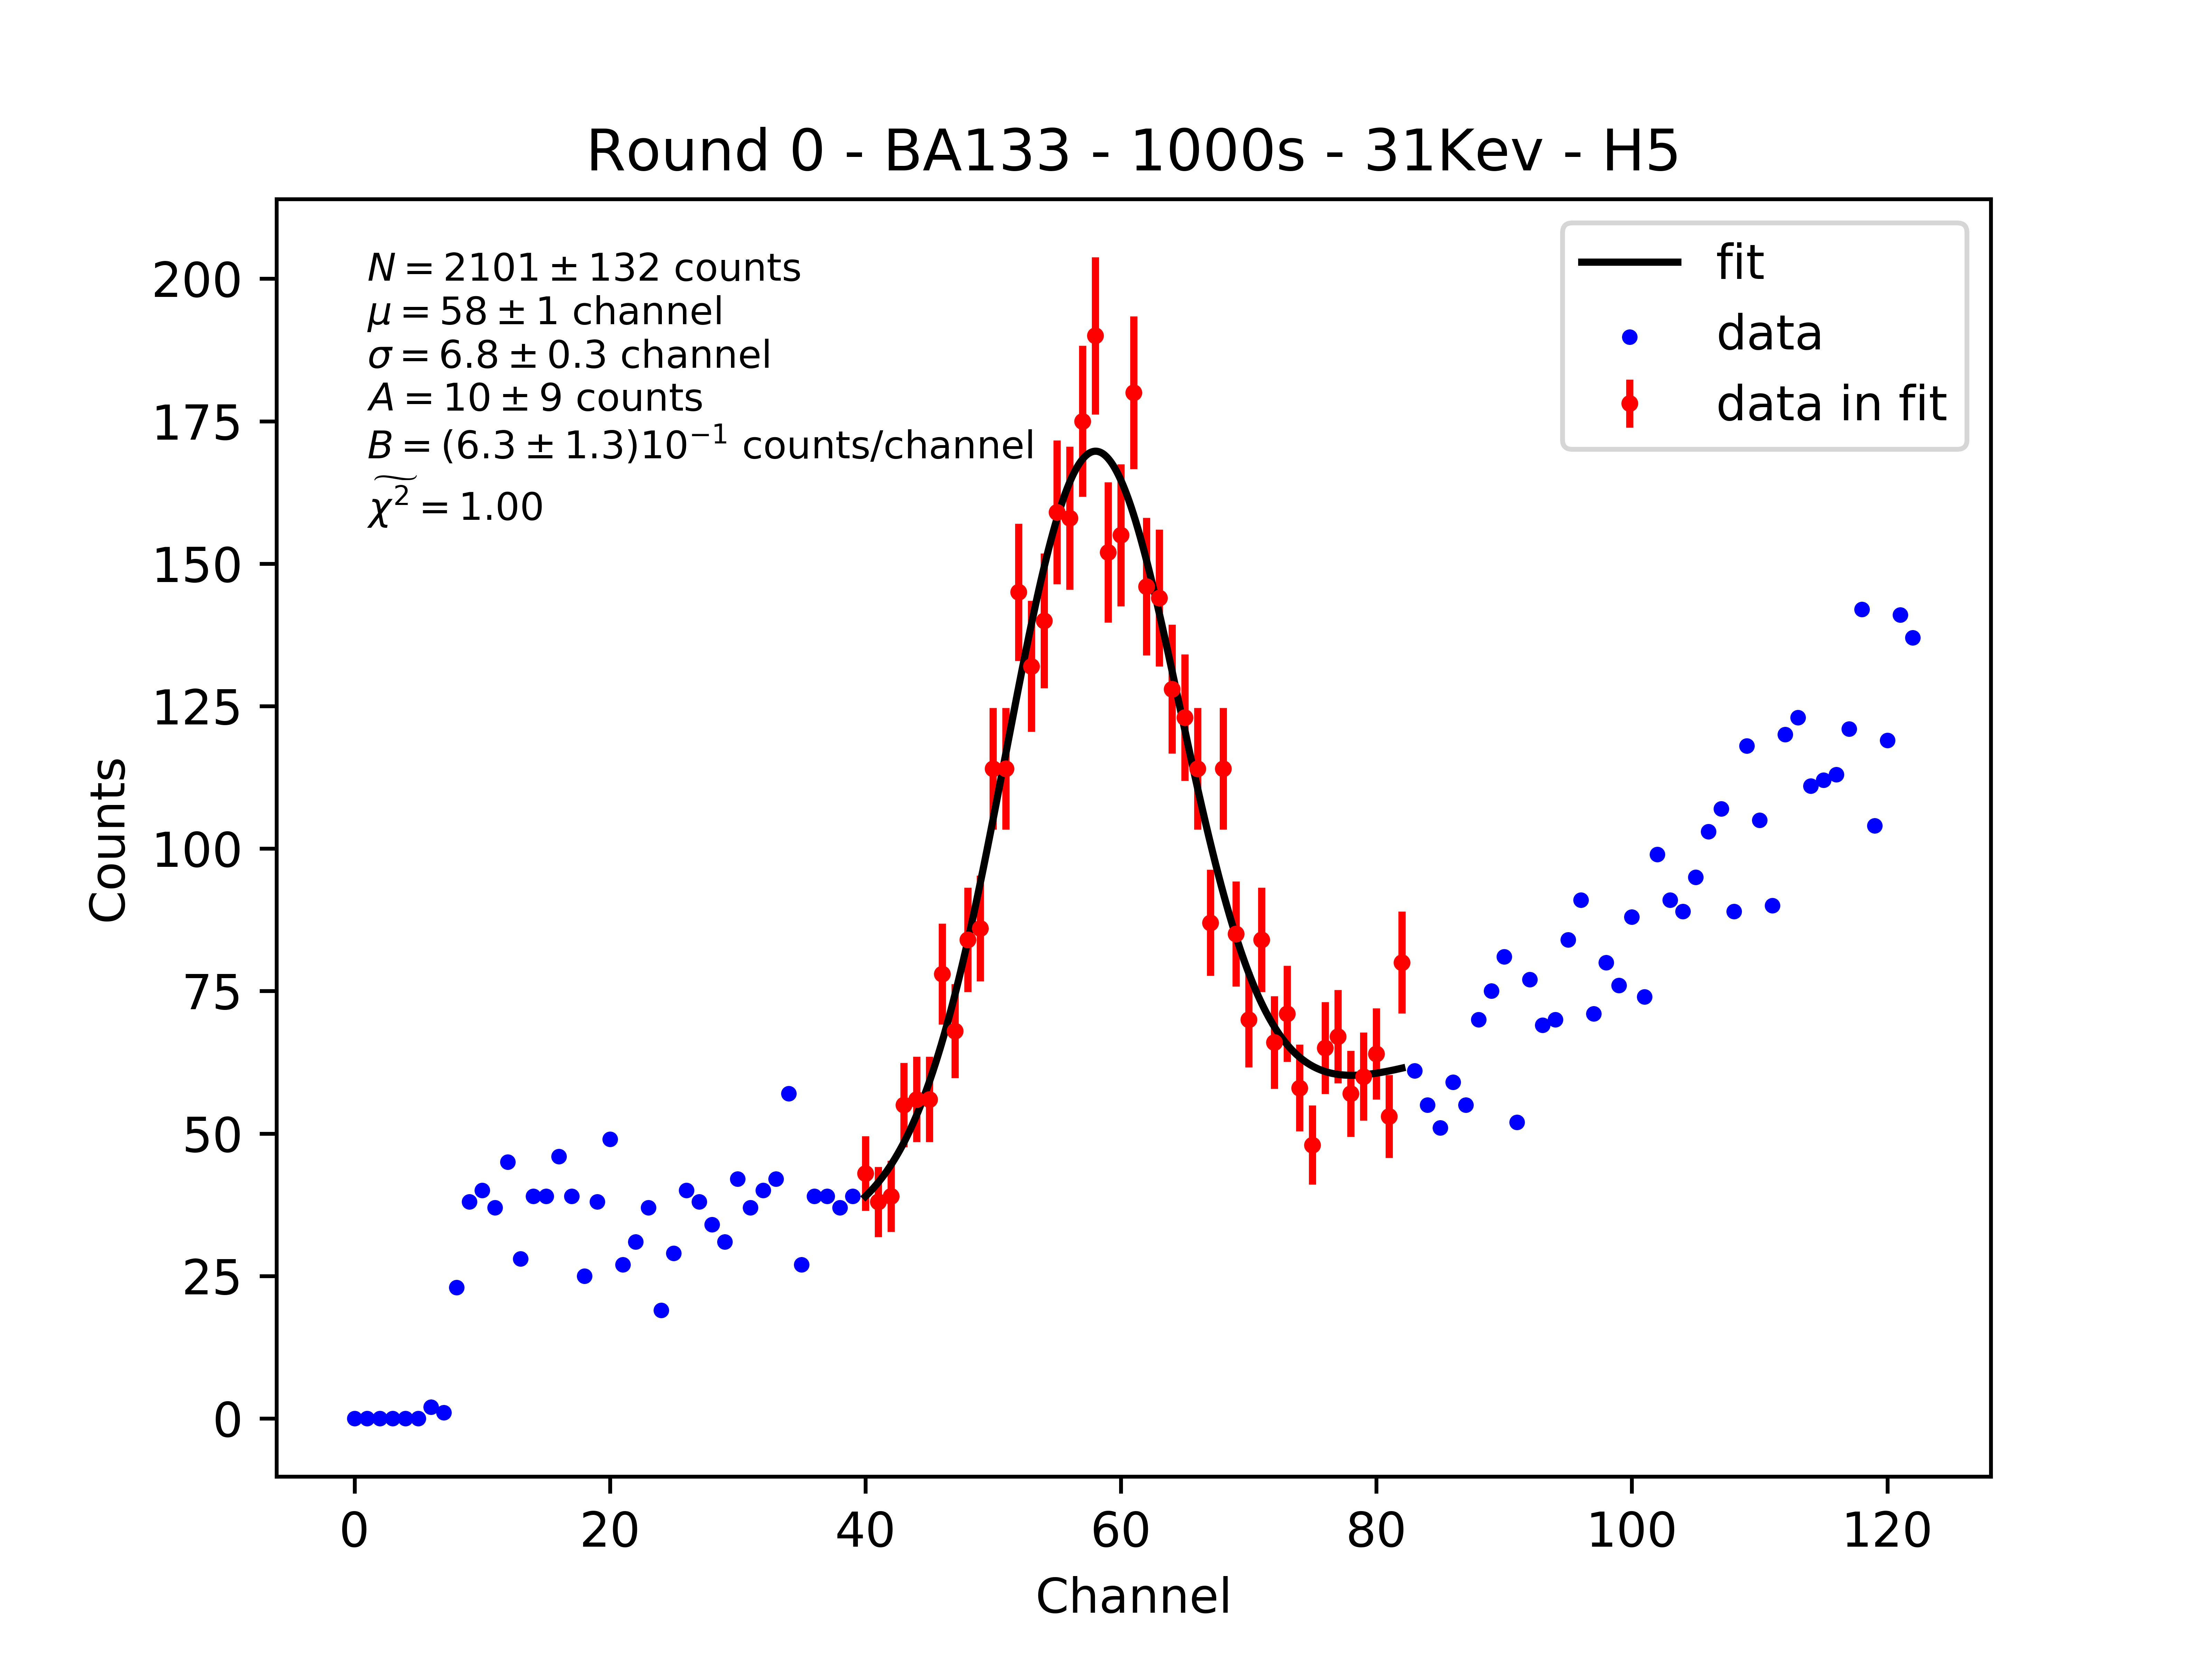 Round 0 - BA133 - 1000s - 31Kev - H5
N = 2101 ± 132 counts
μ = 58 ± 1 channel
σ = 6.8 ± 0.3 channel
A = 10 ± 9 counts
B = (6.3 ± 1.3)10⁻¹ counts/channel
χ̃² = 1.00
fit
data
data in fit
200
175
150
125
100
75
50
25
0
Counts
0 20 40 60 80 100 120
Channel